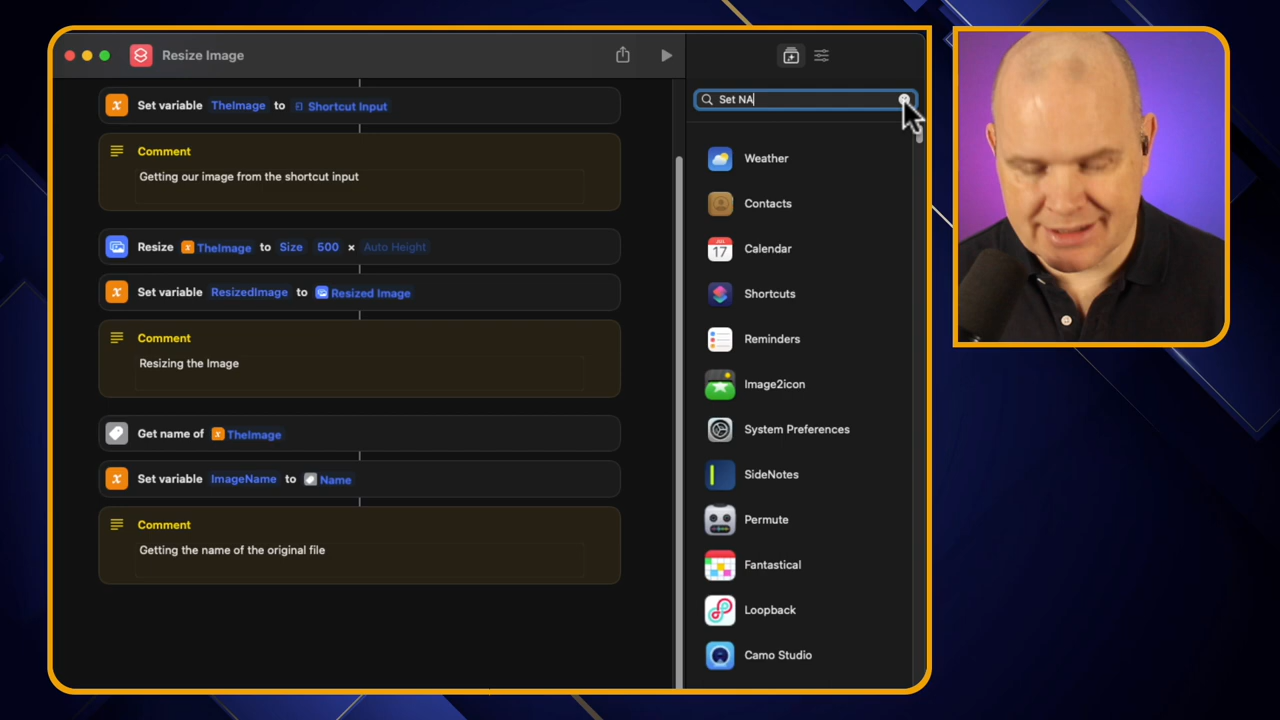 Resize Image
Set variable TheImage to Shortcut Input
Comment
Getting our image from the shortcut input
Resize TheImage to Size 500 × Auto Height
Set variable ResizedImage to Resized Image
Comment
Resizing the Image
Get name of TheImage
Set variable ImageName to Name
Comment
Getting the name of the original file
Set NA
Weather
Contacts
JUL
17
Calendar
Shortcuts
Reminders
Image2icon
System Preferences
SideNotes
Permute
Fantastical
Loopback
Camo Studio